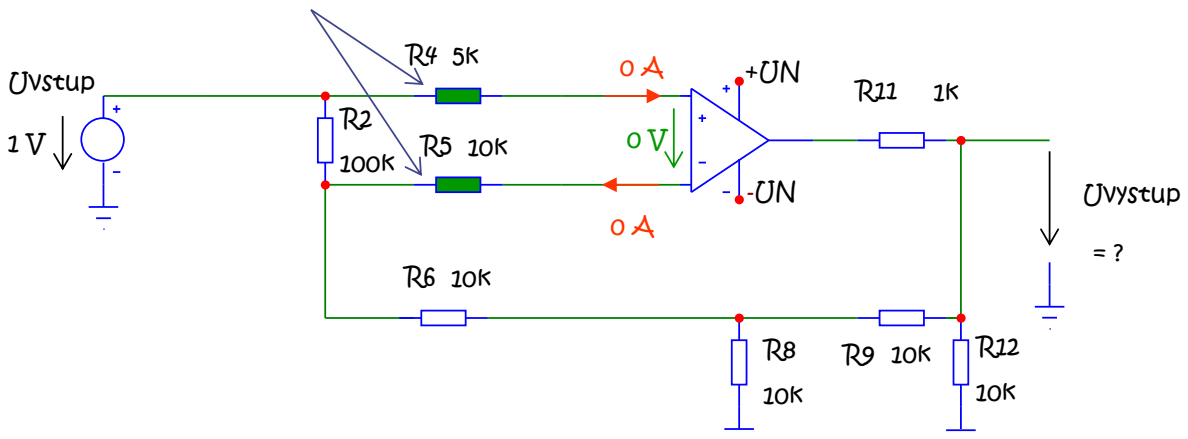 R4 5k
Uvstup
0 A
+UN
R11 1k
+
+
R2
+
1 V
R5 10k
0 V
100k
-
-
-
-UN
Uvystup
0 A
= ?
R6 10k
R8
R9 10k
R12
10k
10k